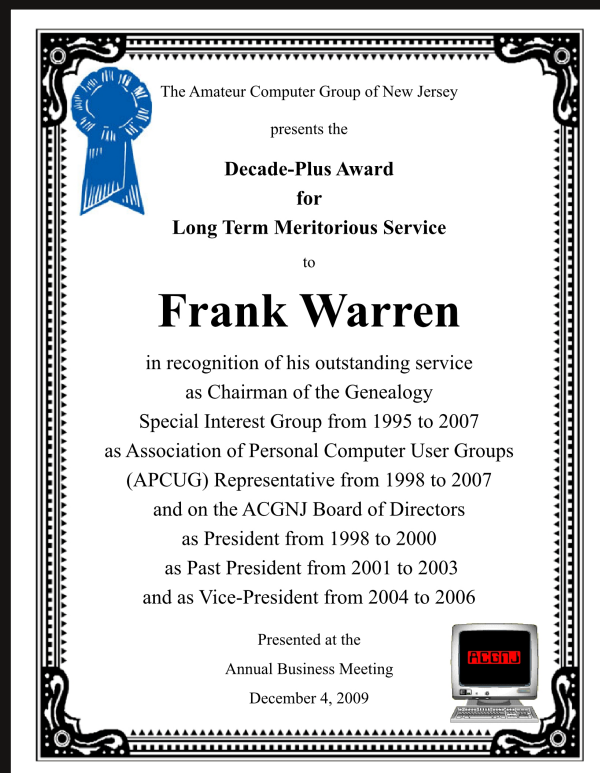 The Amateur Computer Group of New Jersey
presents the
Decade-Plus Award
for
Long Term Meritorious Service
to
Frank Warren
in recognition of his outstanding service
as Chairman of the Genealogy
Special Interest Group from 1995 to 2007
as Association of Personal Computer User Groups
(APCUG) Representative from 1998 to 2007
and on the ACGNJ Board of Directors
as President from 1998 to 2000
as Past President from 2001 to 2003
and as Vice-President from 2004 to 2006
Presented at the
Annual Business Meeting
December 4, 2009
ACGNJ